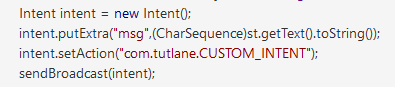 Intent intent = new Intent();
intent.putExtra("msg",(CharSequence)st.getText().toString());
intent.setAction("com.tutlane.CUSTOM_INTENT");
sendBroadcast(intent);